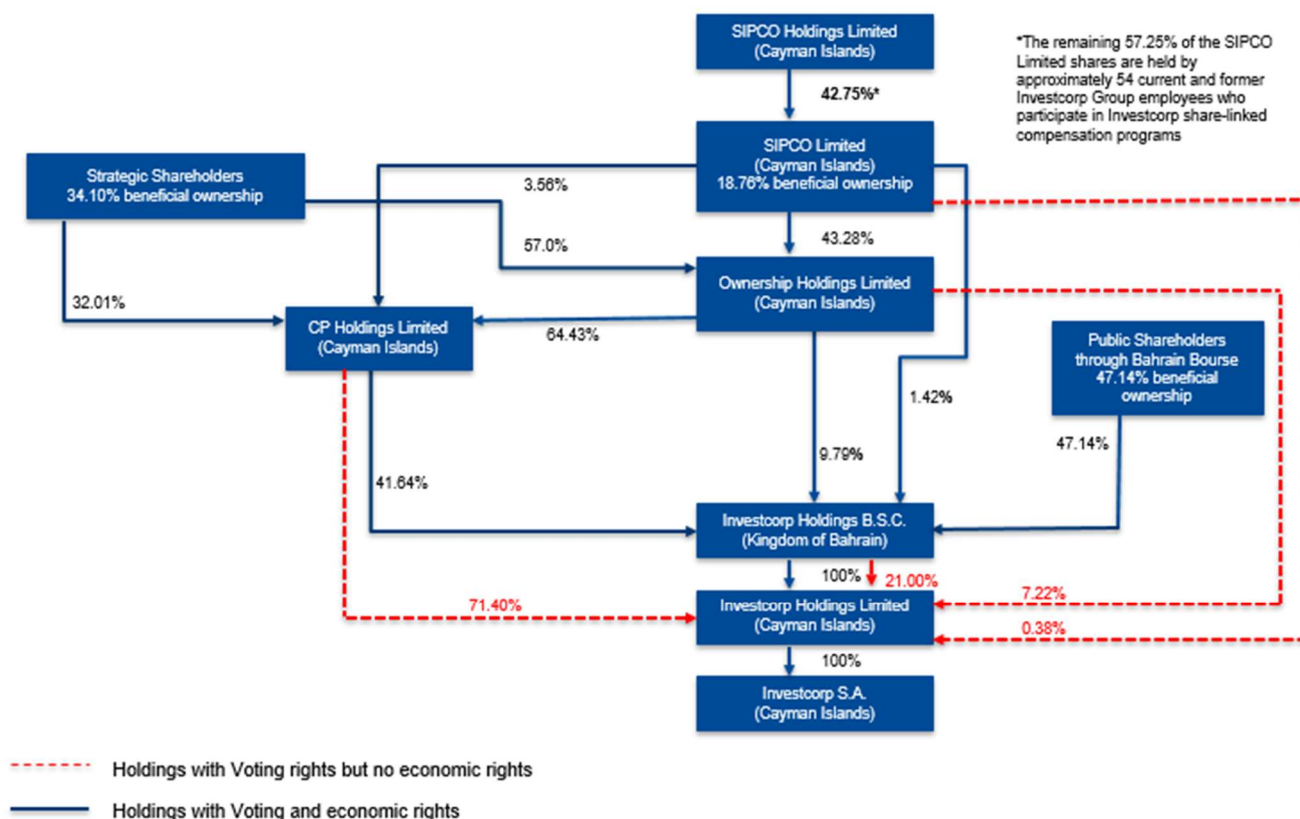 SIPCO Holdings Limited
(Cayman Islands)
*The remaining 57.25% of the SIPCO
Limited shares are held by
approximately 54 current and former
Investcorp Group employees who
participate in Investcorp share-linked
compensation programs
42.75%*
SIPCO Limited
(Cayman Islands)
18.76% beneficial ownership
Strategic Shareholders
34.10% beneficial ownership
3.56%
43.28%
57.0%
Ownership Holdings Limited
(Cayman Islands)
32.01%
CP Holdings Limited
(Cayman Islands)
64.43%
Public Shareholders
through Bahrain Bourse
47.14% beneficial
ownership
1.42%
47.14%
9.79%
41.64%
Investcorp Holdings B.S.C.
(Kingdom of Bahrain)
100%
21.00%
71.40%
Investcorp Holdings Limited
(Cayman Islands)
7.22%
0.38%
100%
Investcorp S.A.
(Cayman Islands)
Holdings with Voting rights but no economic rights
Holdings with Voting and economic rights